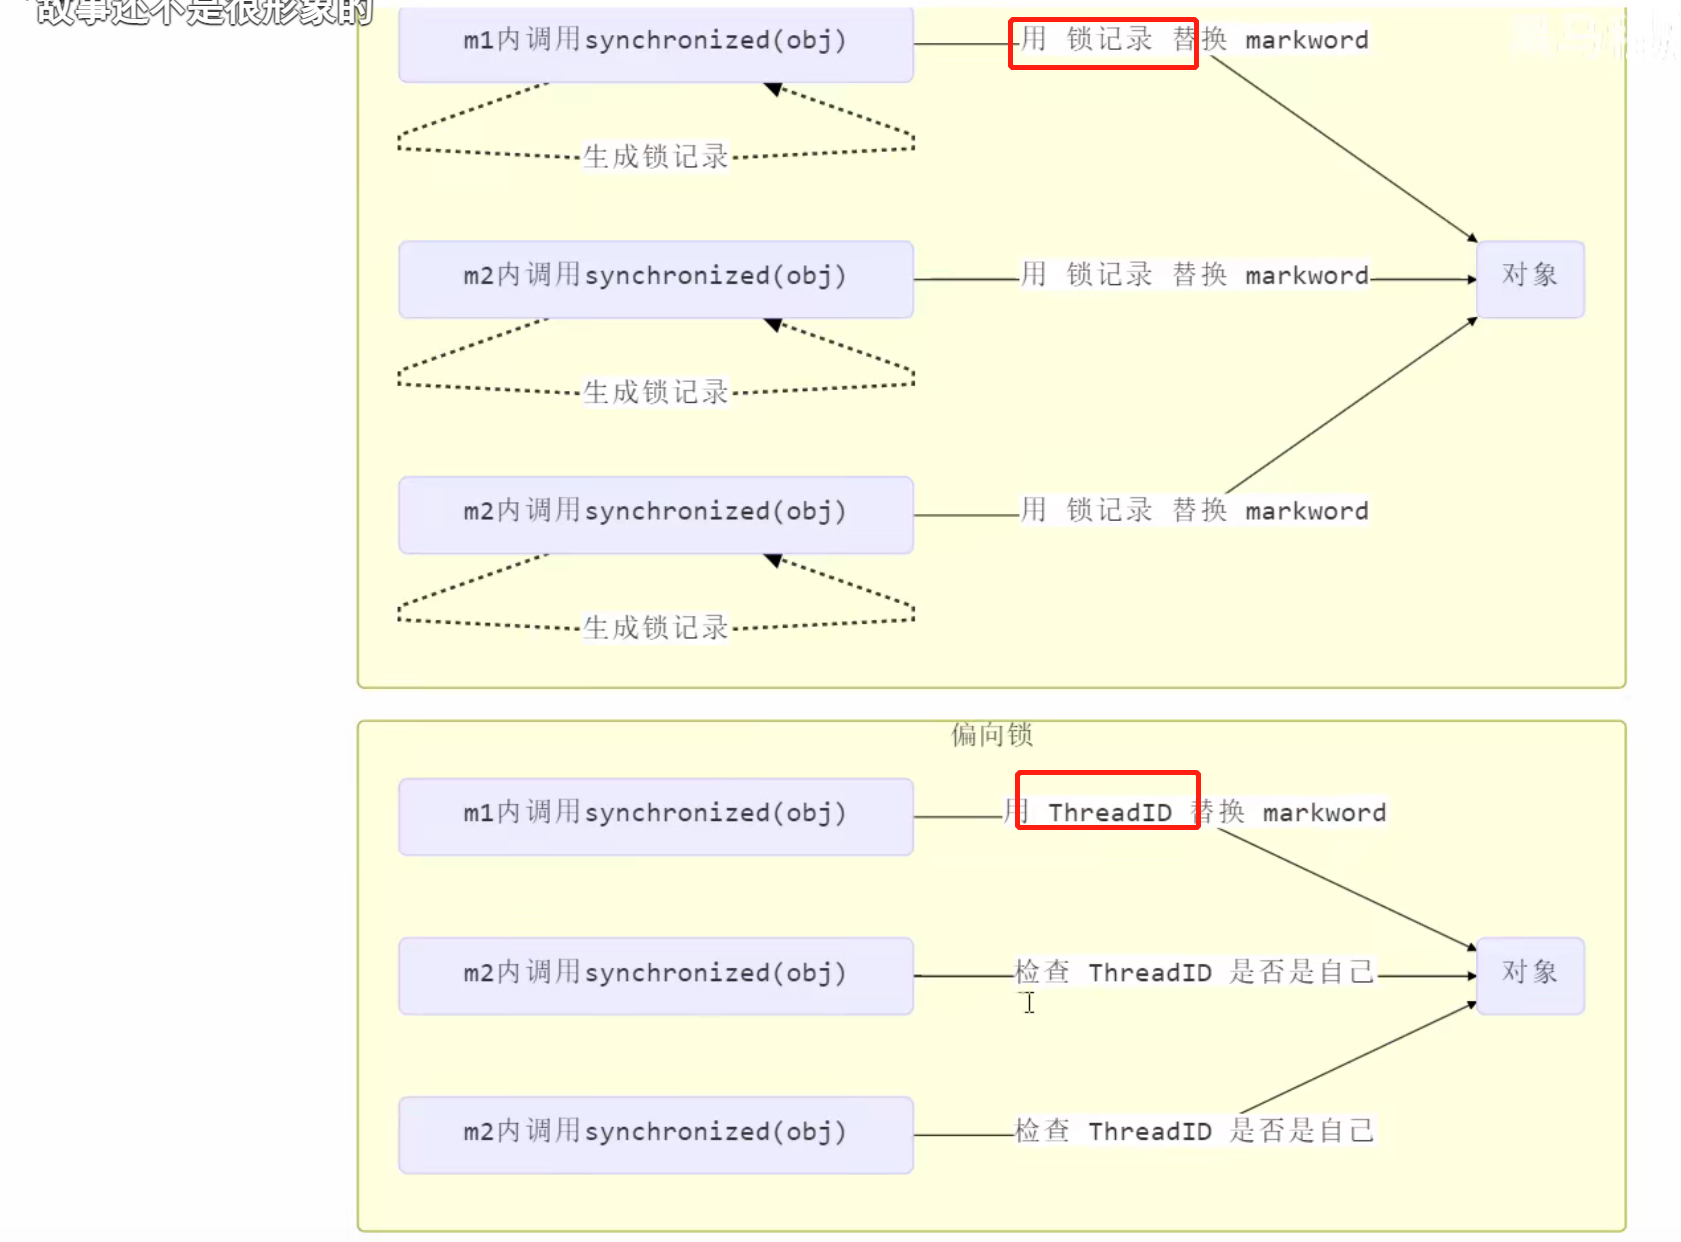 故事还不是很形象的
m1内调用synchronized(obj)
用 锁记录 替换 markword
生成锁记录
m2内调用synchronized(obj)
用 锁记录 替换 markword
对象
生成锁记录
m2内调用synchronized(obj)
用 锁记录 替换 markword
生成锁记录
偏向锁
m1内调用synchronized(obj)
用 ThreadID 替换 markword
m2内调用synchronized(obj)
检查 ThreadID 是否是自己
对象
m2内调用synchronized(obj)
检查 ThreadID 是否是自己